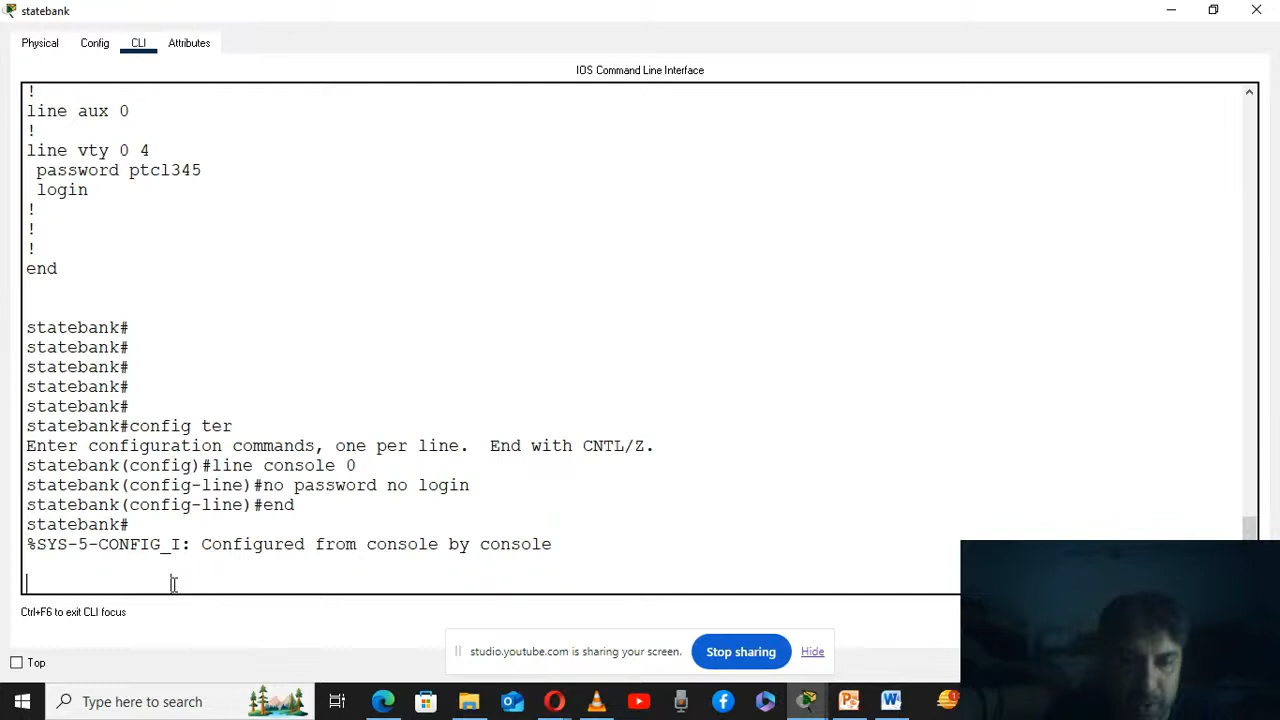 statebank
Physical Config CLI Attributes
IOS Command Line Interface
!
line aux 0
!
line vty 0 4
password ptcl345
login
!
!
!
end
statebank#
statebank#
statebank#
statebank#
statebank#
statebank#config ter
Enter configuration commands, one per line. End with CNTL/Z.
statebank(config)#line console 0
statebank(config-line)#no password no login
statebank(config-line)#end
statebank#
%SYS-5-CONFIG_I: Configured from console by console
Ctrl+F6 to exit CLI focus
studio.youtube.com is sharing your screen. Stop sharing Hide
Top
Type here to search